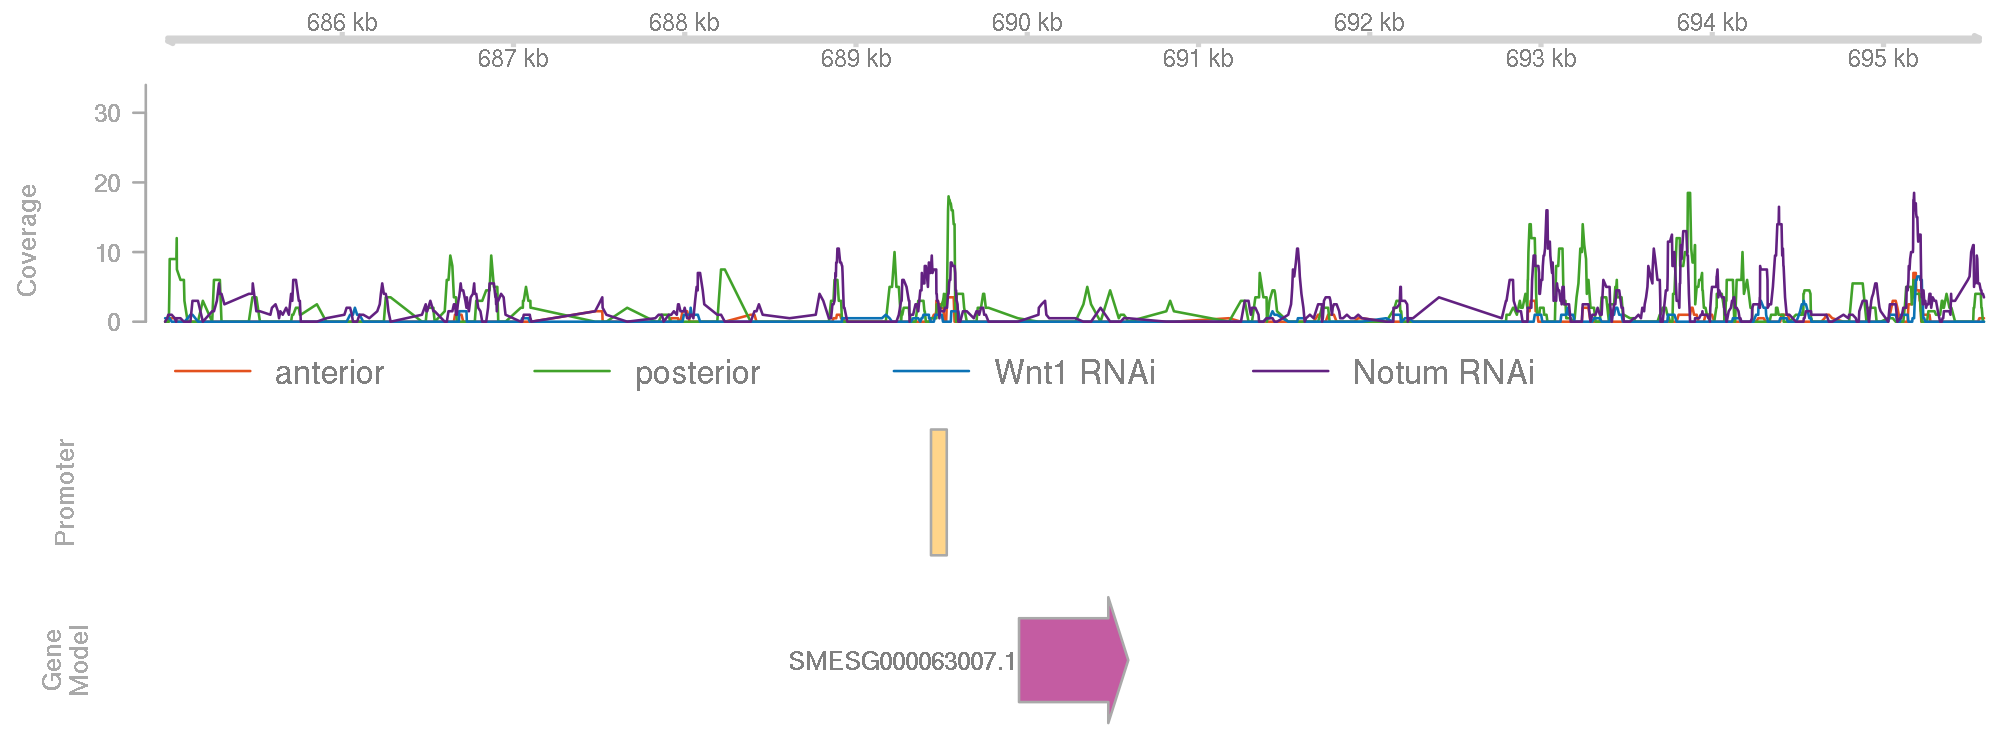 686 kb 688 kb 690 kb 692 kb 694 kb
687 kb 689 kb 691 kb 693 kb 695 kb
30
20
10
0
Coverage
anterior posterior Wnt1 RNAi Notum RNAi
Promoter
Gene
Model
SMESG000063007.1